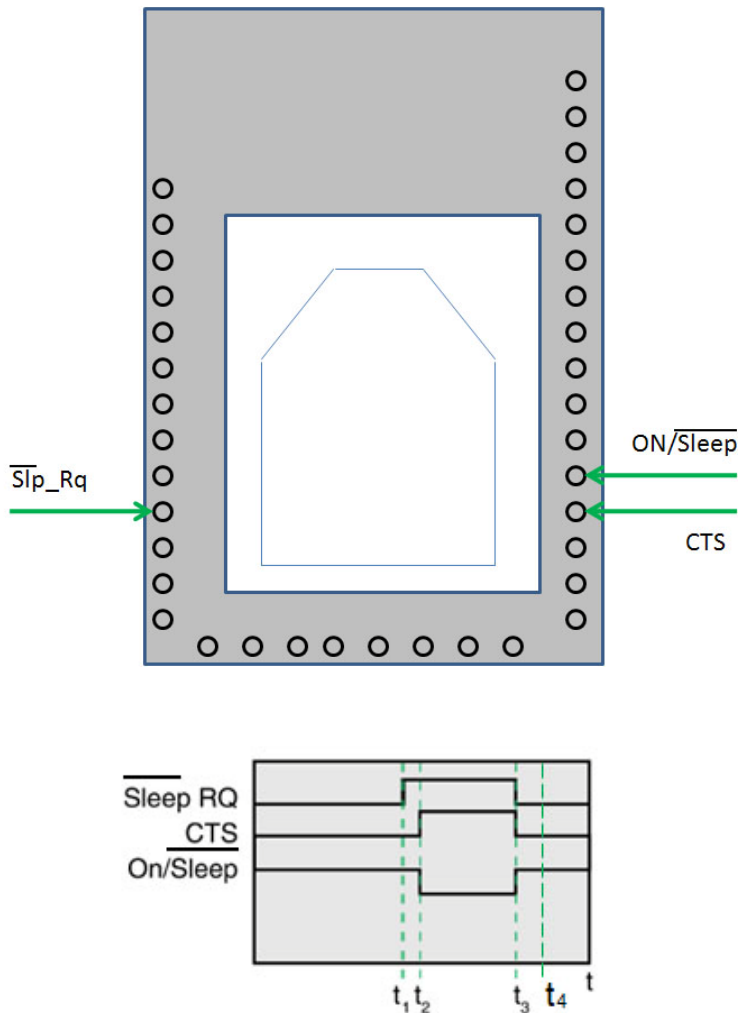 ON/Sleep
Slp_Rq
CTS
Sleep RQ
CTS
On/Sleep
t1 t2 t3 t4 t